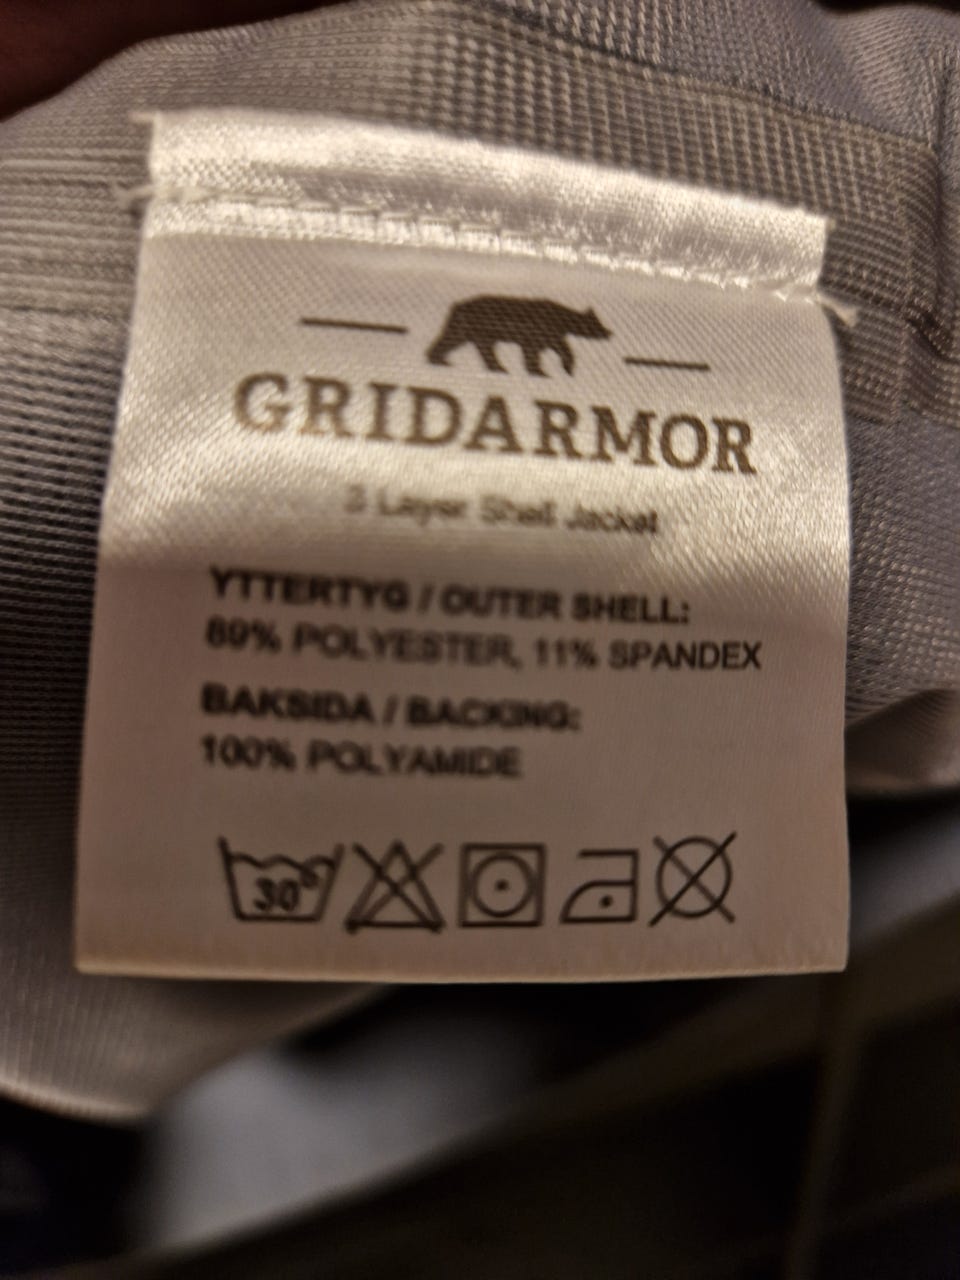 GRIDARMOR
3 Layer Shell Jacket
YTTERTYG / OUTER SHELL:
89% POLYESTER, 11% SPANDEX
BAKSIDA / BACKING:
100% POLYAMIDE
30°